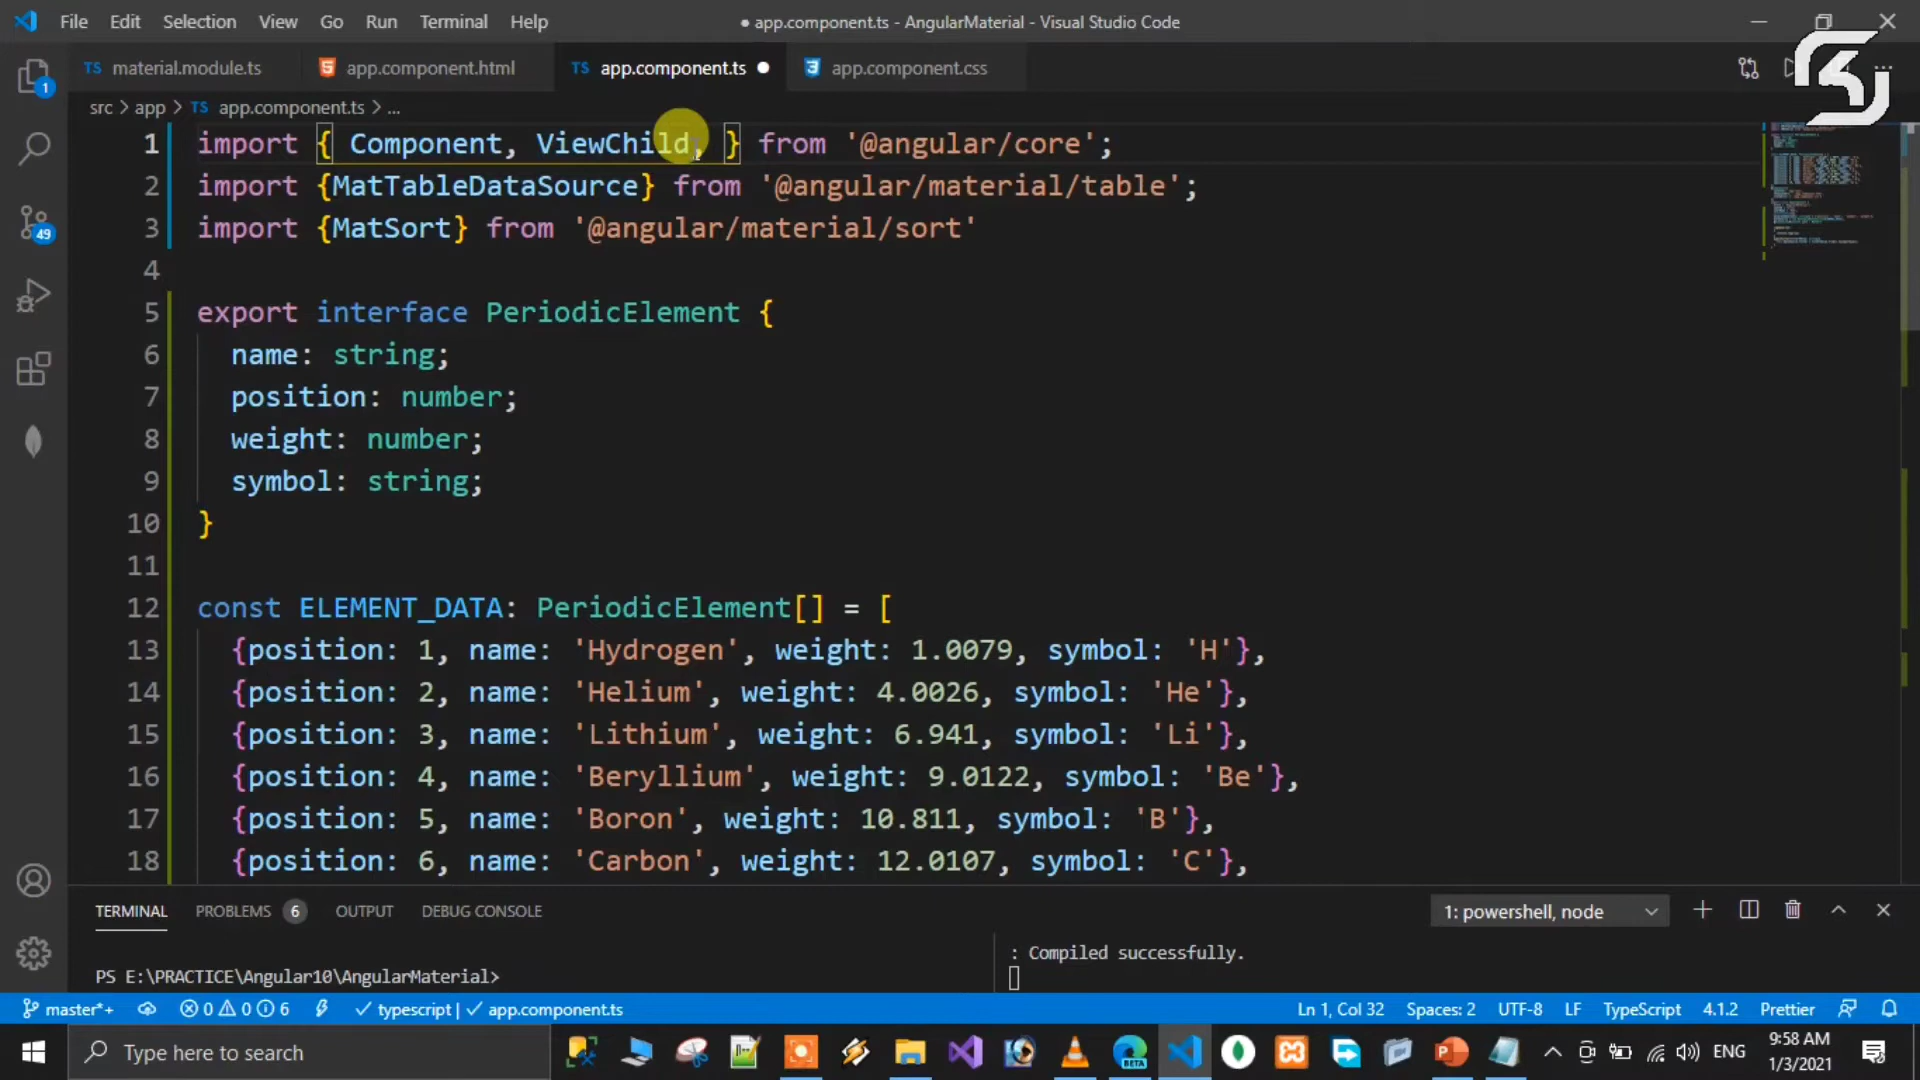 File Edit Selection View Go Run Terminal Help ● app.component.ts - AngularMaterial - Visual Studio Code
TS material.module.ts app.component.html TS app.component.ts ● app.component.css
src > app > TS app.component.ts > ...
1 import { Component, ViewChild, } from '@angular/core';
2 import {MatTableDataSource} from '@angular/material/table';
3 import {MatSort} from '@angular/material/sort'
4
5 export interface PeriodicElement {
6 name: string;
7 position: number;
8 weight: number;
9 symbol: string;
10 }
11
12 const ELEMENT_DATA: PeriodicElement[] = [
13 {position: 1, name: 'Hydrogen', weight: 1.0079, symbol: 'H'},
14 {position: 2, name: 'Helium', weight: 4.0026, symbol: 'He'},
15 {position: 3, name: 'Lithium', weight: 6.941, symbol: 'Li'},
16 {position: 4, name: 'Beryllium', weight: 9.0122, symbol: 'Be'},
17 {position: 5, name: 'Boron', weight: 10.811, symbol: 'B'},
18 {position: 6, name: 'Carbon', weight: 12.0107, symbol: 'C'},
1
49
TERMINAL PROBLEMS 6 OUTPUT DEBUG CONSOLE 1: powershell, node
: Compiled successfully.
PS E:\PRACTICE\Angular10\AngularMaterial>
master*+ 0 0 6 typescript | app.component.ts Ln 1, Col 32 Spaces: 2 UTF-8 LF TypeScript 4.1.2 Prettier
Type here to search BETA ENG 9:58 AM
1/3/2021